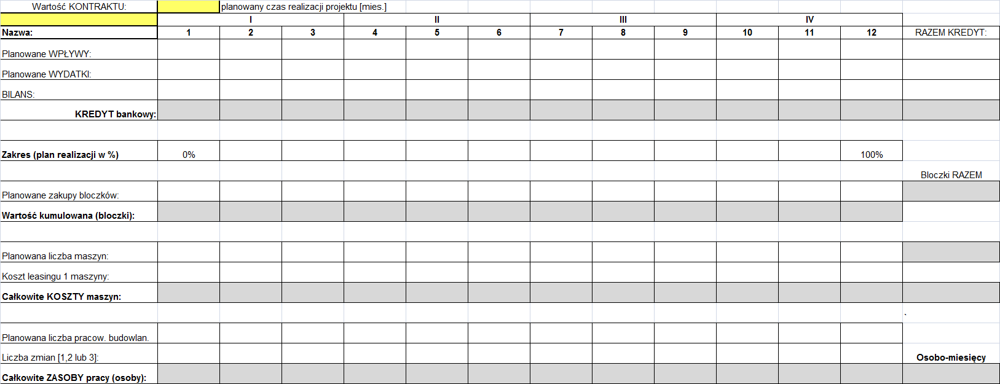 Wartość KONTRAKTU: planowany czas realizacji projektu [mies.]
I II III IV
Nazwa: 1 2 3 4 5 6 7 8 9 10 11 12 RAZEM KREDYT:
Planowane WPŁYWY:
Planowane WYDATKI:
BILANS:
KREDYT bankowy:
Zakres (plan realizacji w %) 0% 100%
Bloczki RAZEM
Planowane zakupy bloczków:
Wartość kumulowana (bloczki):
Planowana liczba maszyn:
Koszt leasingu 1 maszyny:
Całkowite KOSZTY maszyn:
`
Planowana liczba pracow. budowlan.
Liczba zmian [1,2 lub 3]: Osobo-miesięcy
Całkowite ZASOBY pracy (osoby):